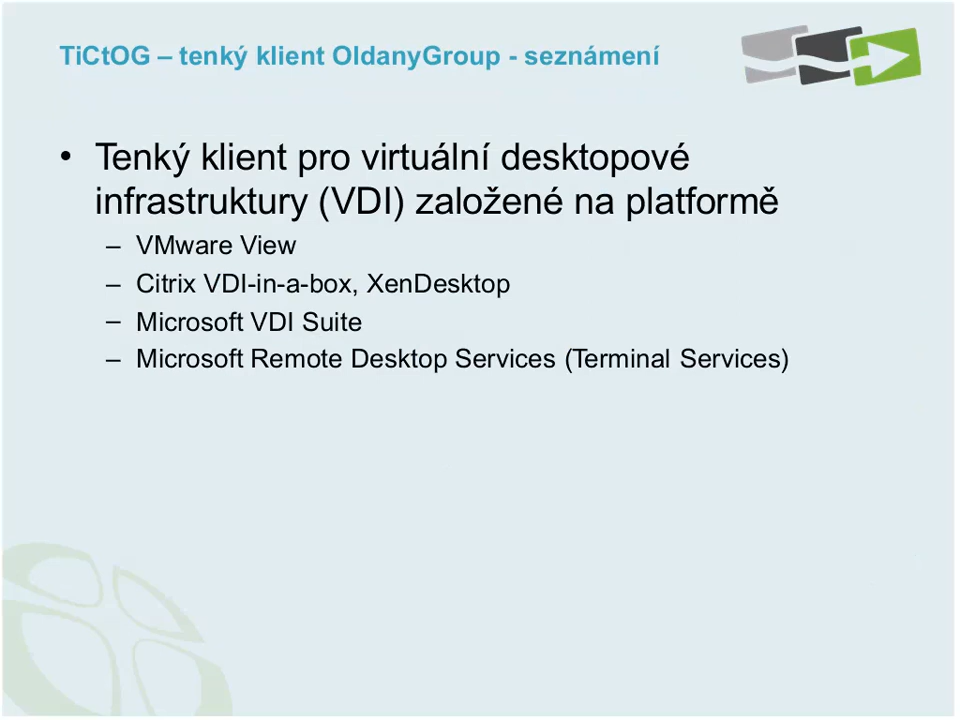 TiCtOG – tenký klient OldanyGroup - seznámení
• Tenký klient pro virtuální desktopové
infrastruktury (VDI) založené na platformě
– VMware View
– Citrix VDI-in-a-box, XenDesktop
– Microsoft VDI Suite
– Microsoft Remote Desktop Services (Terminal Services)